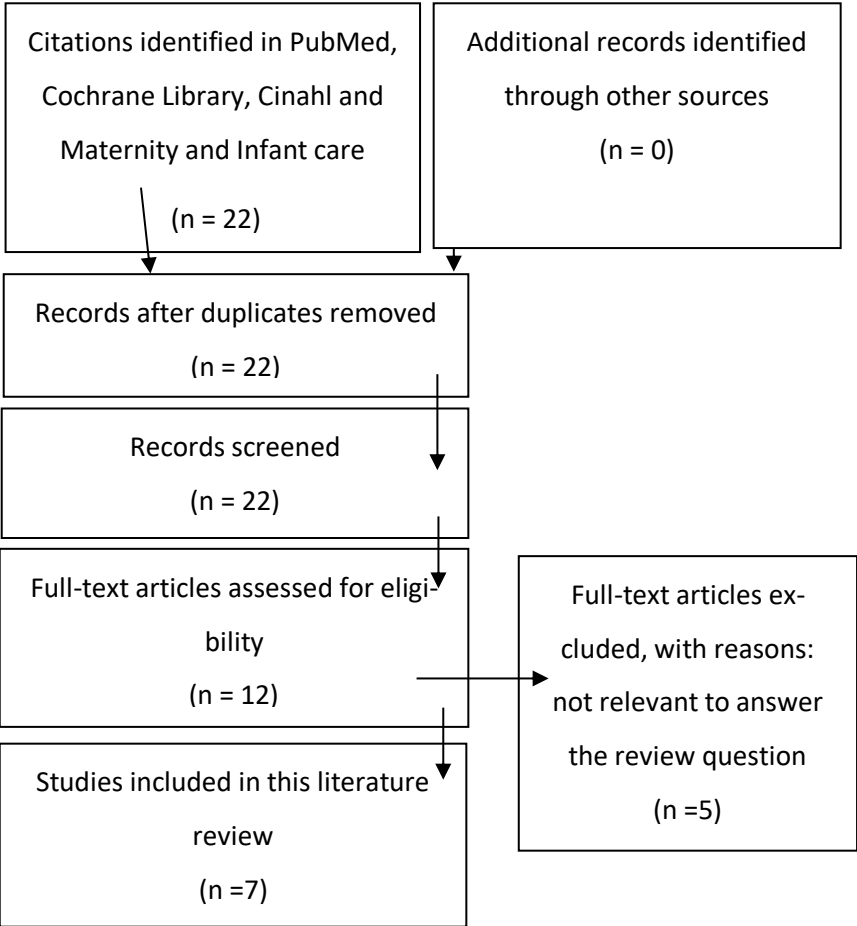 Citations identified in PubMed,
Cochrane Library, Cinahl and
Maternity and Infant care
(n = 22)
Additional records identified
through other sources
(n = 0)
Records after duplicates removed
(n = 22)
Records screened
(n = 22)
Full-text articles assessed for eligi-
bility
(n = 12)
Full-text articles ex-
cluded, with reasons:
not relevant to answer
the review question
(n =5)
Studies included in this literature
review
(n =7)